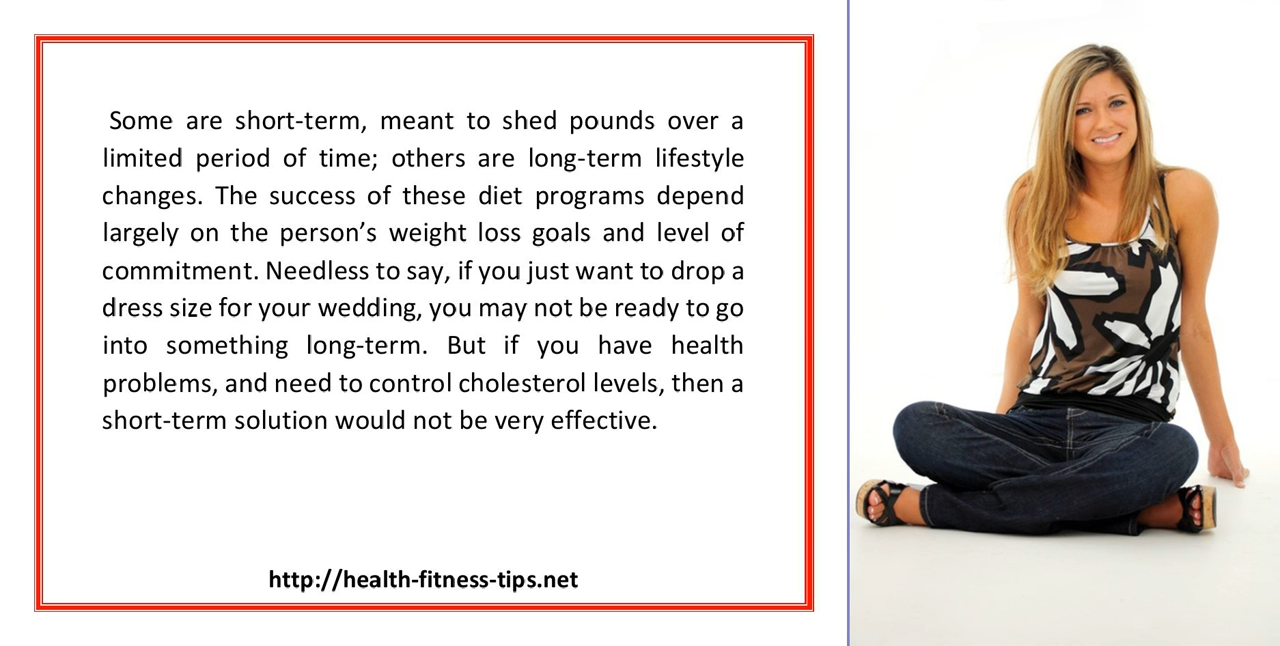 Some are short-term, meant to shed pounds over a
limited period of time; others are long-term lifestyle
changes. The success of these diet programs depend
largely on the person’s weight loss goals and level of
commitment. Needless to say, if you just want to drop a
dress size for your wedding, you may not be ready to go
into something long-term. But if you have health
problems, and need to control cholesterol levels, then a
short-term solution would not be very effective.
http://health-fitness-tips.net